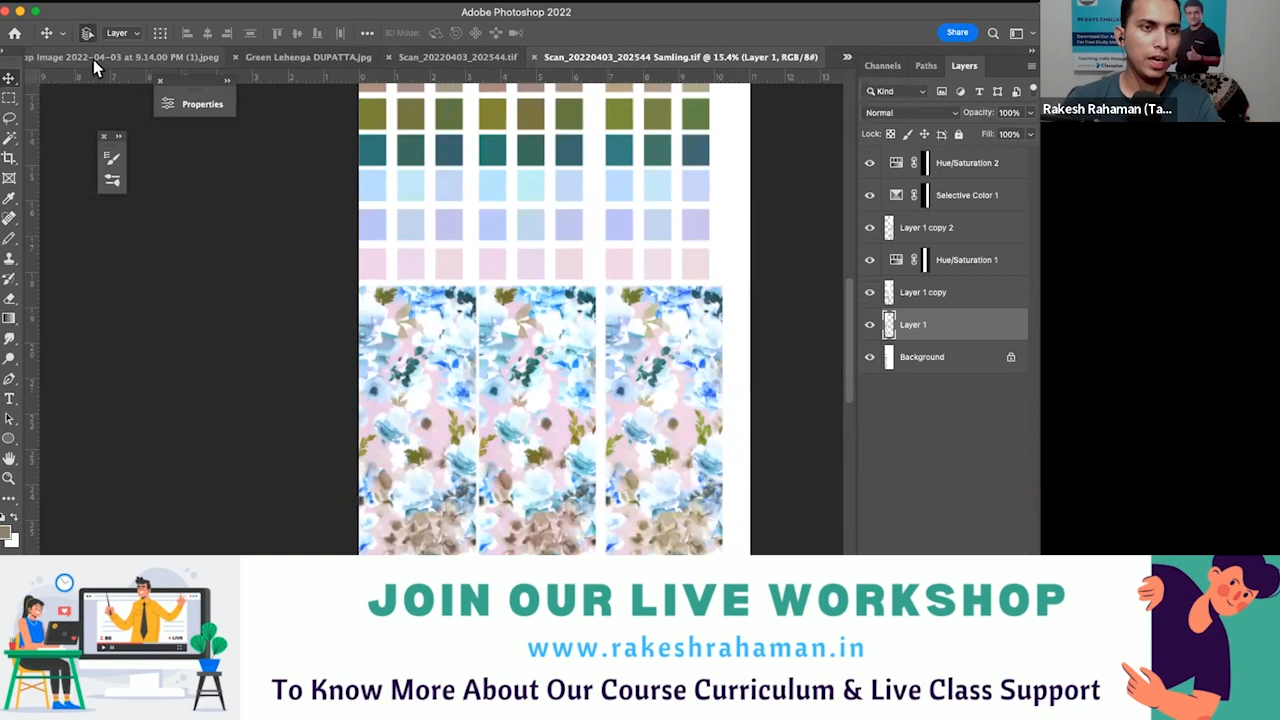 Adobe Photoshop 2022
Layer
3D Mode:
Share
op Image 2022-04-03 at 9.14.00 PM (1).jpeg
Green Lehenga DUPATTA.jpg
Scan_20220403_202544.tif
Scan_20220403_202544 Samling.tif @ 15.4% (Layer 1, RGB/8#)
Properties
Channels
Paths
Layers
Kind
Normal
Opacity: 100%
Lock:
Fill: 100%
Hue/Saturation 2
Selective Color 1
Layer 1 copy 2
Hue/Saturation 1
Layer 1 copy
Layer 1
Background
Rakesh Rahaman (Ta...
JOIN OUR LIVE WORKSHOP
www.rakeshrahaman.in
To Know More About Our Course Curriculum & Live Class Support